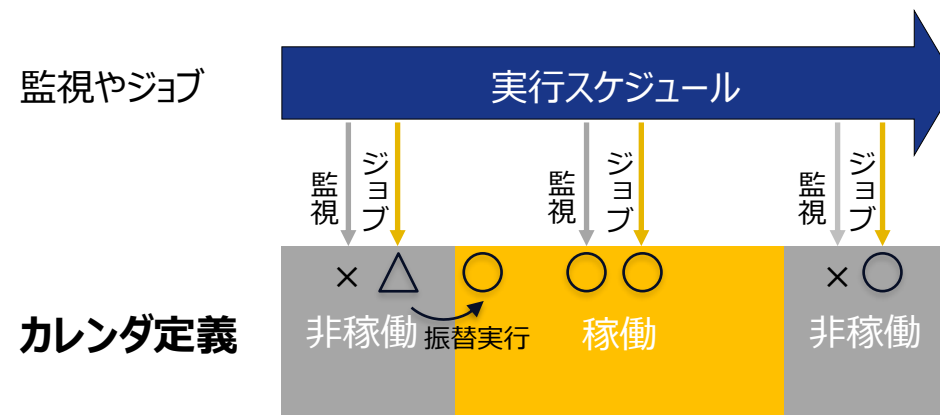 監視やジョブ
実行スケジュール
監視
ジョブ
監視
ジョブ
監視
ジョブ
× △ ○ ○ ○ × ○
カレンダ定義
非稼働
振替実行
稼働
非稼働